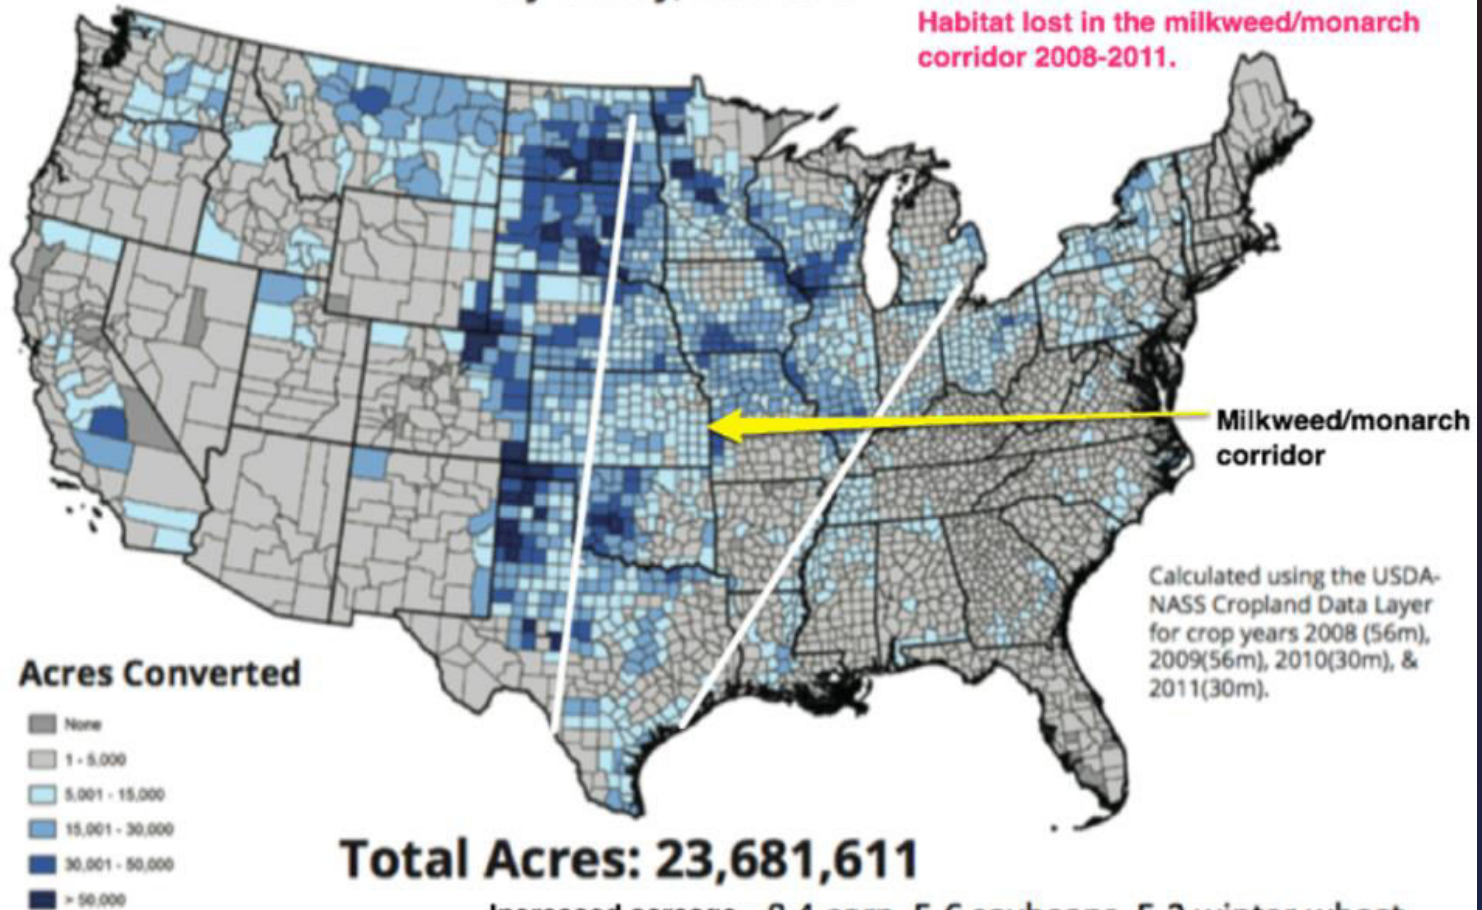 Habitat lost in the milkweed/monarch
corridor 2008-2011.
Milkweed/monarch
corridor
Calculated using the USDA-
NASS Cropland Data Layer
for crop years 2008 (56m),
2009(56m), 2010(30m), &
2011(30m).
Acres Converted
None
1 - 5,000
5,001 - 15,000
15,001 - 30,000
30,001 - 50,000
> 50,000
Total Acres: 23,681,611